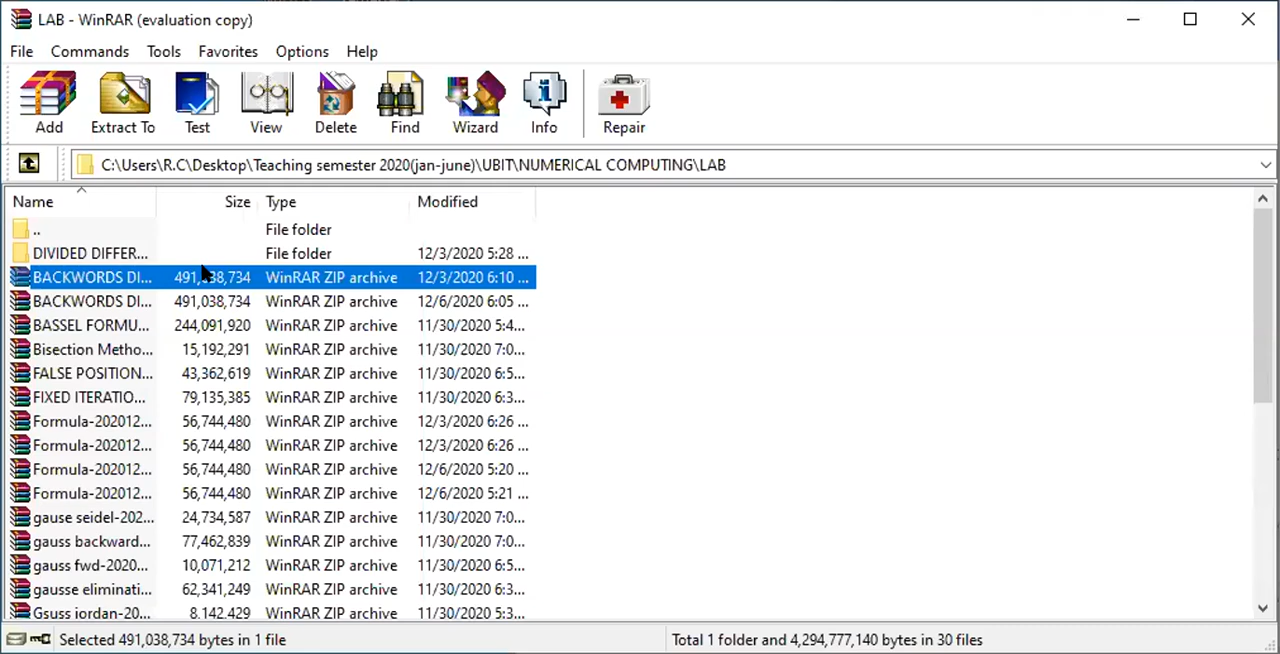 LAB - WinRAR (evaluation copy)
File Commands Tools Favorites Options Help
Add Extract To Test View Delete Find Wizard Info Repair
C:\Users\R.C\Desktop\Teaching semester 2020(jan-june)\UBIT\NUMERICAL COMPUTING\LAB
Name Size Type Modified
.. File folder
DIVIDED DIFFER... File folder 12/3/2020 5:28 ...
BACKWORDS DI... 491,038,734 WinRAR ZIP archive 12/3/2020 6:10 ...
BACKWORDS DI... 491,038,734 WinRAR ZIP archive 12/6/2020 6:05 ...
BASSEL FORMU... 244,091,920 WinRAR ZIP archive 11/30/2020 5:4...
Bisection Metho... 15,192,291 WinRAR ZIP archive 11/30/2020 7:0...
FALSE POSITION... 43,362,619 WinRAR ZIP archive 11/30/2020 6:5...
FIXED ITERATIO... 79,135,385 WinRAR ZIP archive 11/30/2020 6:3...
Formula-202012... 56,744,480 WinRAR ZIP archive 12/3/2020 6:26 ...
Formula-202012... 56,744,480 WinRAR ZIP archive 12/3/2020 6:26 ...
Formula-202012... 56,744,480 WinRAR ZIP archive 12/6/2020 5:20 ...
Formula-202012... 56,744,480 WinRAR ZIP archive 12/6/2020 5:21 ...
gause seidel-202... 24,734,587 WinRAR ZIP archive 11/30/2020 7:0...
gauss backward... 77,462,839 WinRAR ZIP archive 11/30/2020 7:0...
gauss fwd-2020... 10,071,212 WinRAR ZIP archive 11/30/2020 6:5...
gausse eliminati... 62,341,249 WinRAR ZIP archive 11/30/2020 6:3...
Gsuss jordan-20... 8,142,429 WinRAR ZIP archive 11/30/2020 5:3...
Selected 491,038,734 bytes in 1 file Total 1 folder and 4,294,777,140 bytes in 30 files